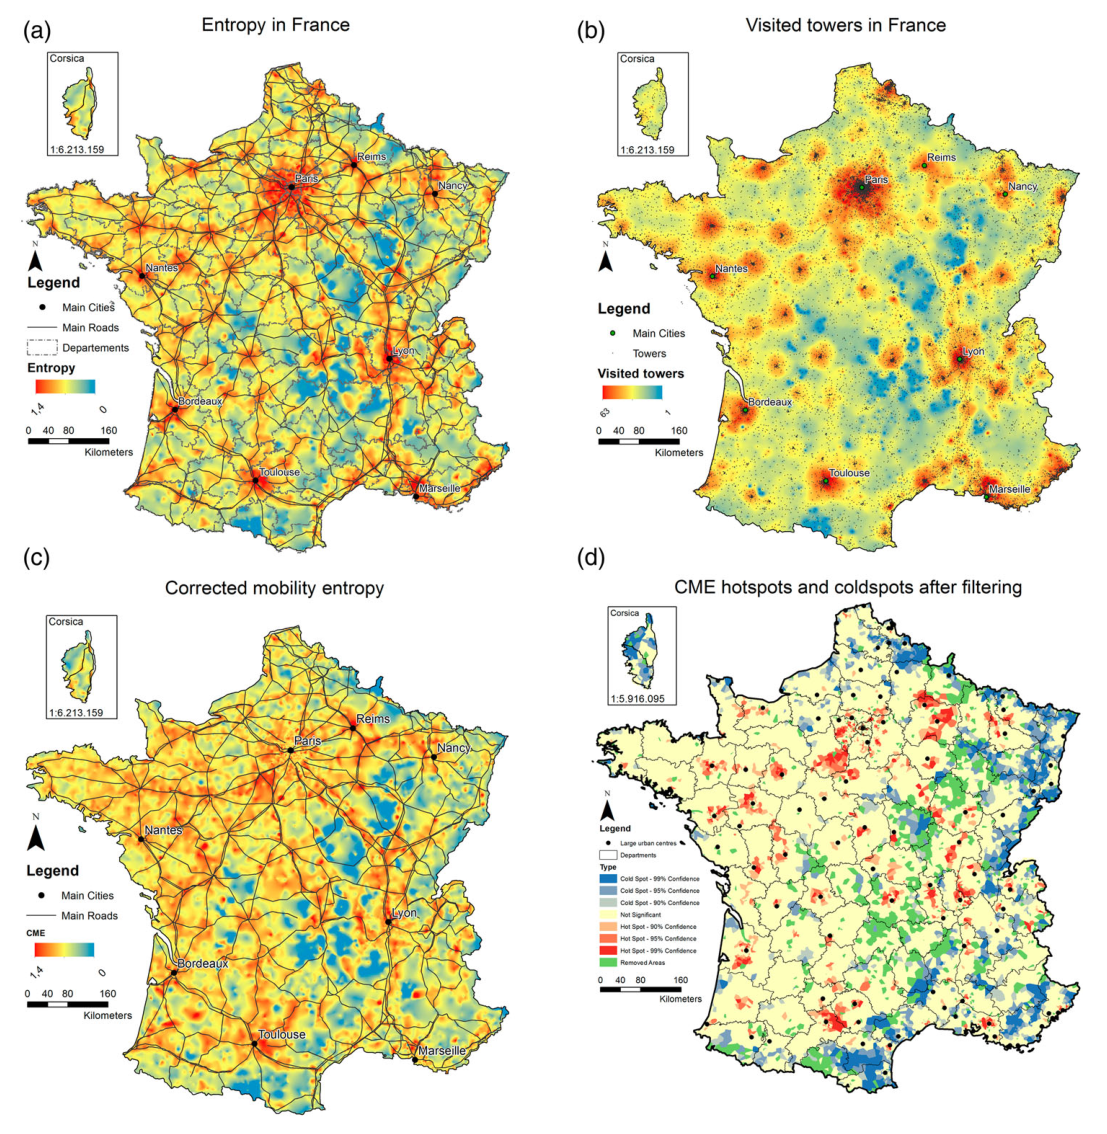 (a)
Entropy in France
Corsica
1:6.213.159
Reims
Paris
Nancy
Nantes
Lyon
Bordeaux
Toulouse
Marseille
N
Legend
Main Cities
Main Roads
Departements
Entropy
1,4 0
0 40 80 160
Kilometers
(b)
Visited towers in France
Corsica
1:6.213.159
Reims
Paris
Nancy
Nantes
Lyon
Bordeaux
Toulouse
Marseille
N
Legend
Main Cities
Towers
Visited towers
63 1
0 40 80 160
Kilometers
(c)
Corrected mobility entropy
Corsica
1:6.213.159
Reims
Paris
Nancy
Nantes
Lyon
Bordeaux
Toulouse
Marseille
N
Legend
Main Cities
Main Roads
CME
1,4 0
0 40 80 160
Kilometers
(d)
CME hotspots and coldspots after filtering
Corsica
1:5.916.095
N
Legend
Large urban centres
Departments
Type
Cold Spot - 99% Confidence
Cold Spot - 95% Confidence
Cold Spot - 90% Confidence
Not Significant
Hot Spot - 90% Confidence
Hot Spot - 95% Confidence
Hot Spot - 99% Confidence
Removed Areas
0 40 80 160
Kilometers